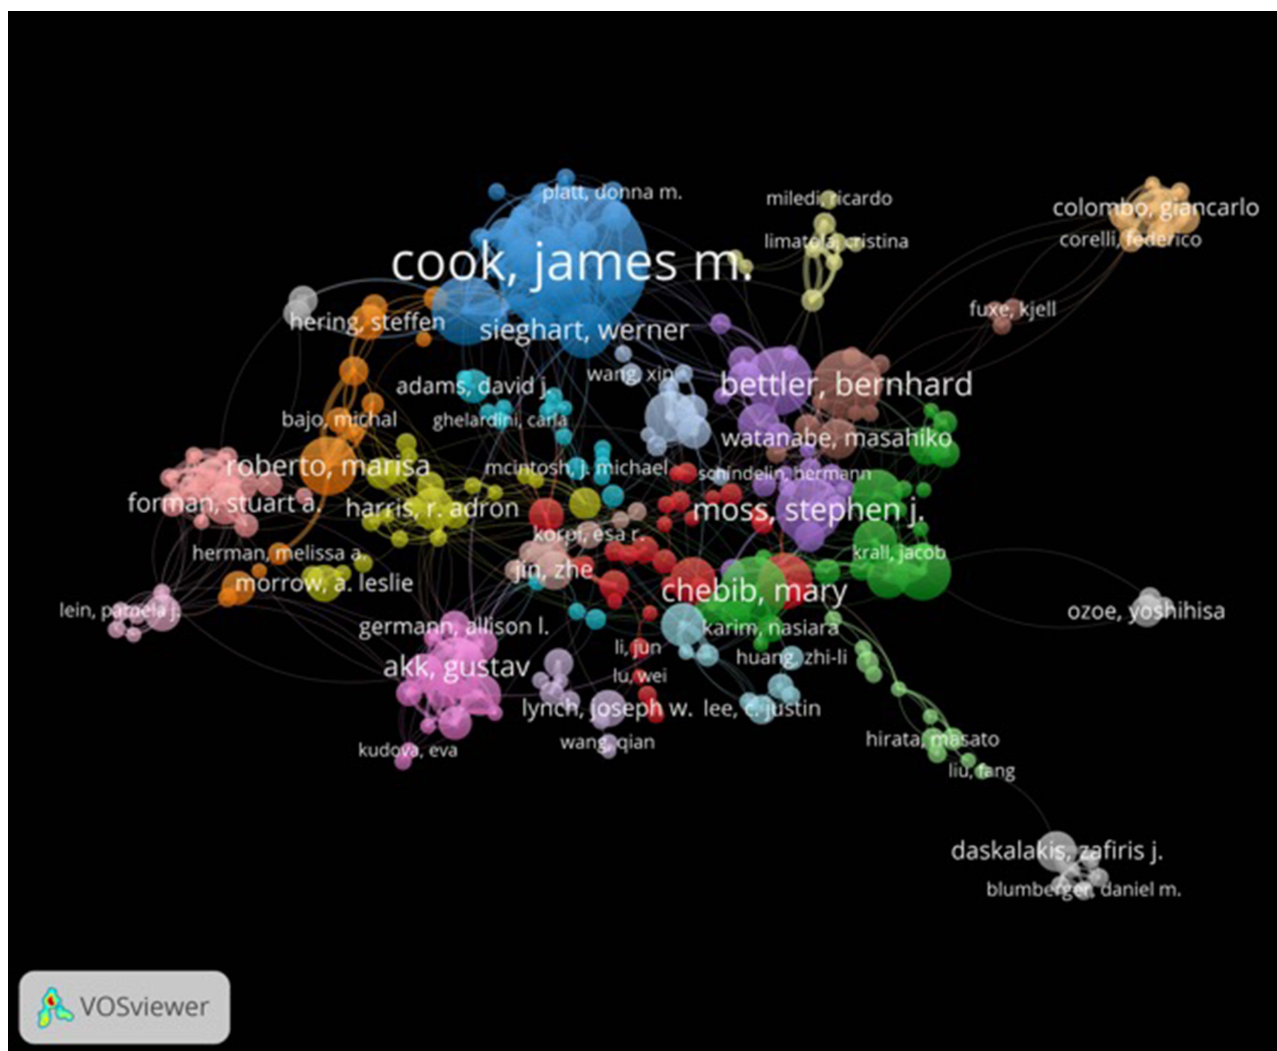 platt, donna m.
miledi, ricardo
colombo, giancarlo
limatola, cristina
corelli, federico
cook, james m.
fuxe, kjell
hering, steffen
sieghart, werner
wang, xin
adams, david j.
bettler, bernhard
bajo, michal
ghelardini, carla
watanabe, masahiko
roberto, marisa
mcintosh, j. michael
schindelin, hermann
forman, stuart a.
harris, r. adron
moss, stephen j.
korpi, esa r.
herman, melissa a.
krall, jacob
jin, zhe
morrow, a. leslie
chebib, mary
lein, pamela j.
ozoe, yoshihisa
germann, allison l.
karim, nasiara
li, jun
huang, zhi-li
akk, gustav
lu, wei
lynch, joseph w.
lee, c. justin
wang, qian
hirata, masato
kudova, eva
liu, fang
daskalakis, zafiris j.
blumberger, daniel m.
VOSviewer